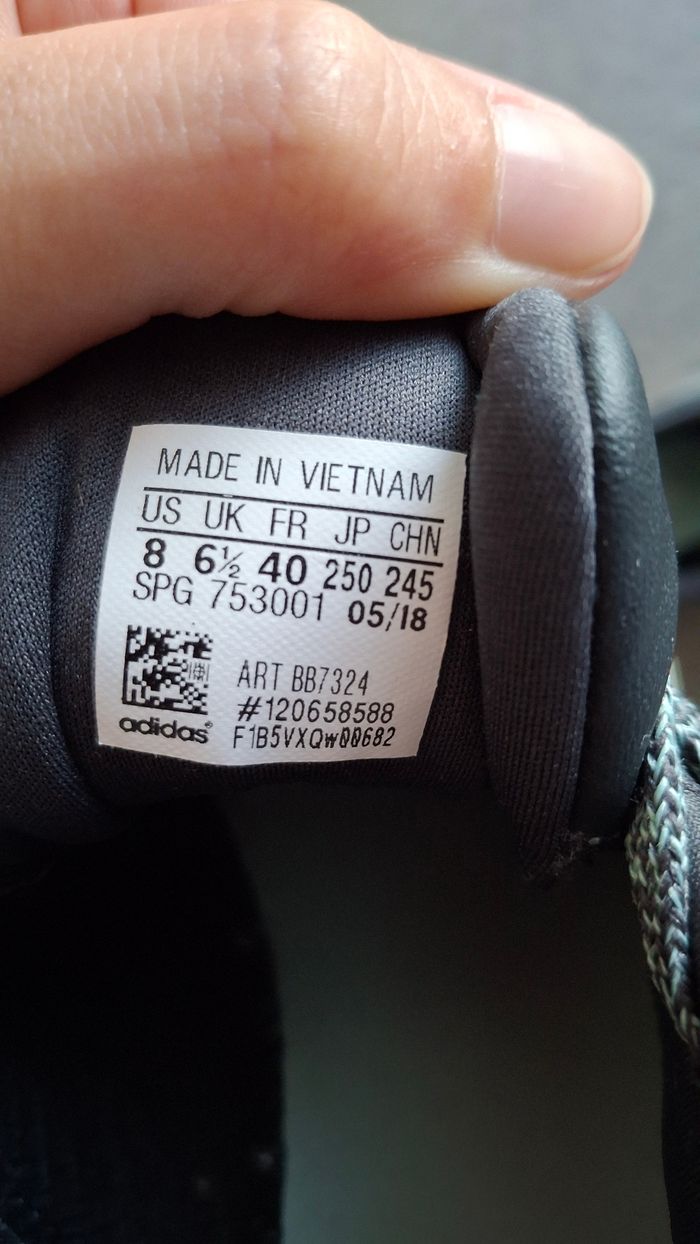 MADE IN VIETNAM
US UK FR JP CHN
8 6½ 40 250 245
SPG 753001 05/18
ART BB7324
#120658588
F1B5VXQw00682
adidas®